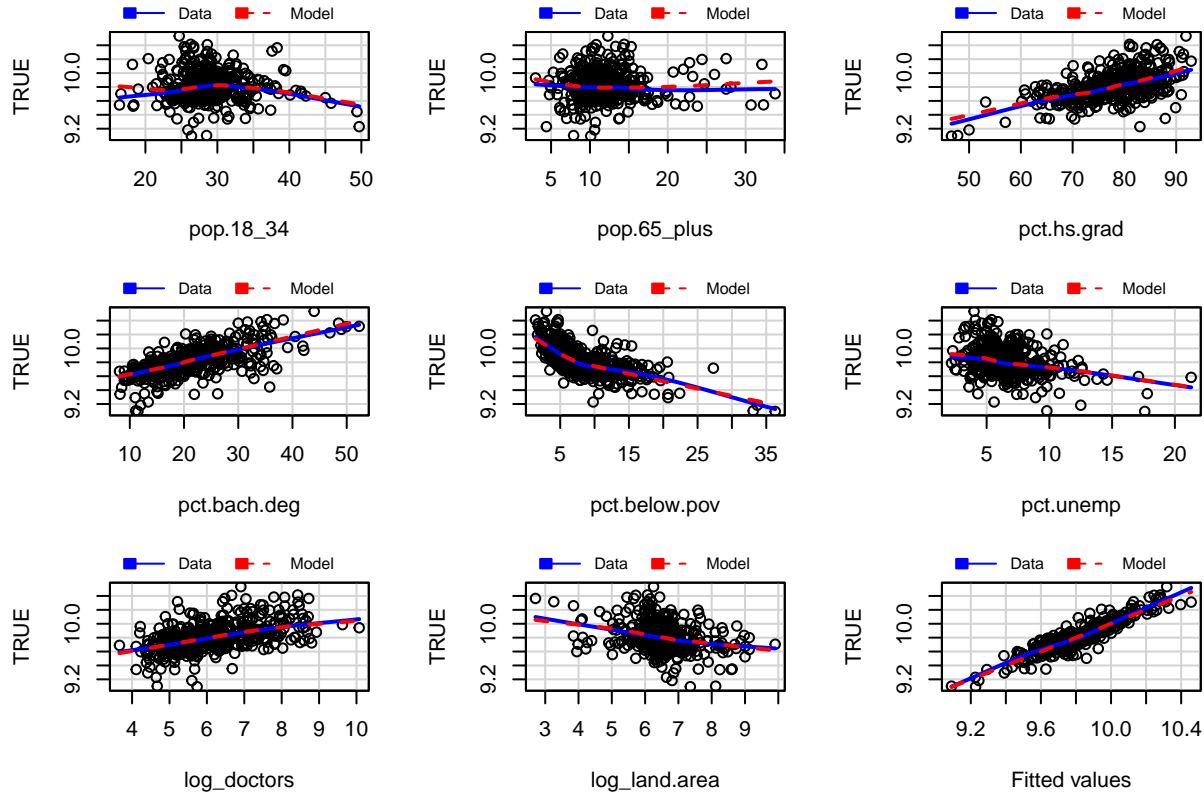 Data Model
TRUE
9.2 10.0
20 30 40 50
pop.18_34
Data Model
TRUE
9.2 10.0
5 10 20 30
pop.65_plus
Data Model
TRUE
9.2 10.0
50 60 70 80 90
pct.hs.grad
Data Model
TRUE
9.2 10.0
10 20 30 40 50
pct.bach.deg
Data Model
TRUE
9.2 10.0
5 15 25 35
pct.below.pov
Data Model
TRUE
9.2 10.0
5 10 15 20
pct.unemp
Data Model
TRUE
9.2 10.0
4 5 6 7 8 9 10
log_doctors
Data Model
TRUE
9.2 10.0
3 4 5 6 7 8 9
log_land.area
Data Model
TRUE
9.2 10.0
9.2 9.6 10.0 10.4
Fitted values